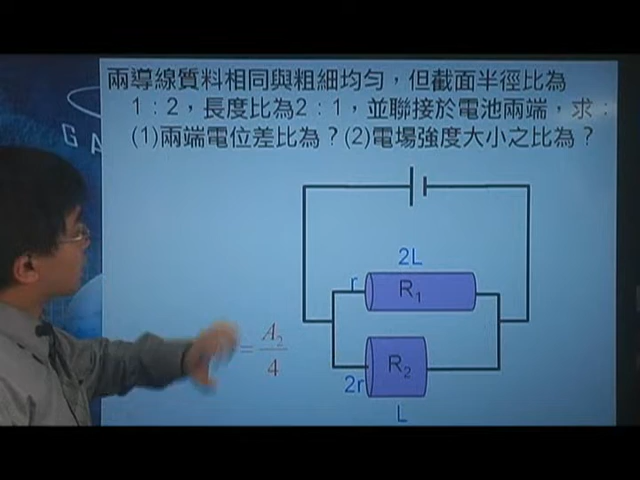 兩導線質料相同與粗細均勻，但截面半徑比為
1：2，長度比為2：1，並聯接於電池兩端，求：
(1)兩端電位差比為？(2)電場強度大小之比為？
GA
2L
r
R₁
= A₂/4
R₂
2r
L